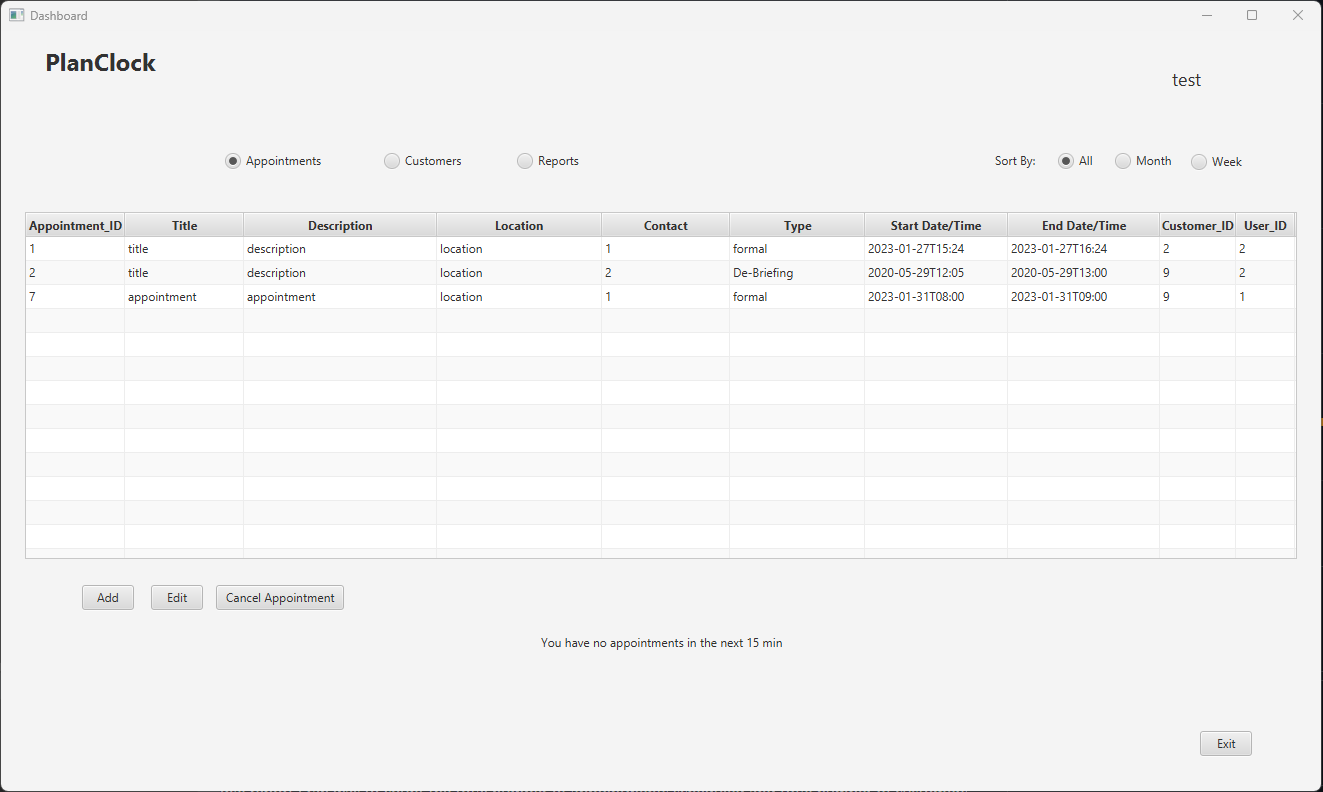 Dashboard
PlanClock
test
Appointments Customers Reports Sort By: All Month Week
Appointment_ID Title Description Location Contact Type Start Date/Time End Date/Time Customer_ID User_ID
1 title description location 1 formal 2023-01-27T15:24 2023-01-27T16:24 2 2
2 title description location 2 De-Briefing 2020-05-29T12:05 2020-05-29T13:00 9 2
7 appointment appointment location 1 formal 2023-01-31T08:00 2023-01-31T09:00 9 1
Add Edit Cancel Appointment
You have no appointments in the next 15 min
Exit